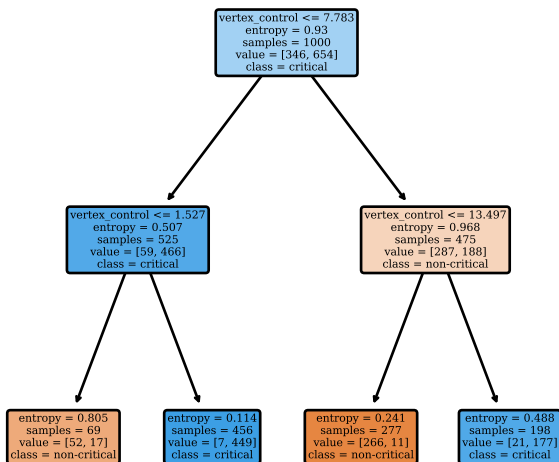 vertex_control <= 7.783
entropy = 0.93
samples = 1000
value = [346, 654]
class = critical
vertex_control <= 1.527
entropy = 0.507
samples = 525
value = [59, 466]
class = critical
vertex_control <= 13.497
entropy = 0.968
samples = 475
value = [287, 188]
class = non-critical
entropy = 0.805
samples = 69
value = [52, 17]
class = non-critical
entropy = 0.114
samples = 456
value = [7, 449]
class = critical
entropy = 0.241
samples = 277
value = [266, 11]
class = non-critical
entropy = 0.488
samples = 198
value = [21, 177]
class = critical